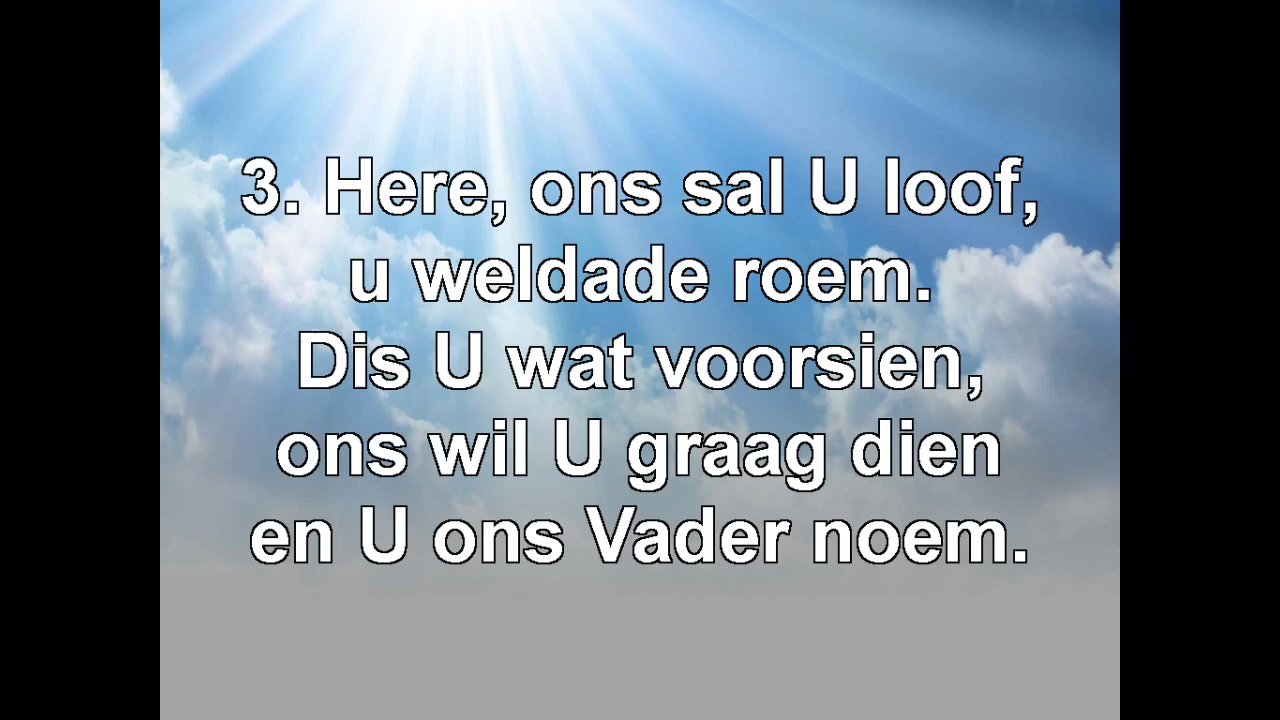 3. Here, ons sal U loof,
u weldade roem.
Dis U wat voorsien,
ons wil U graag dien
en U ons Vader noem.